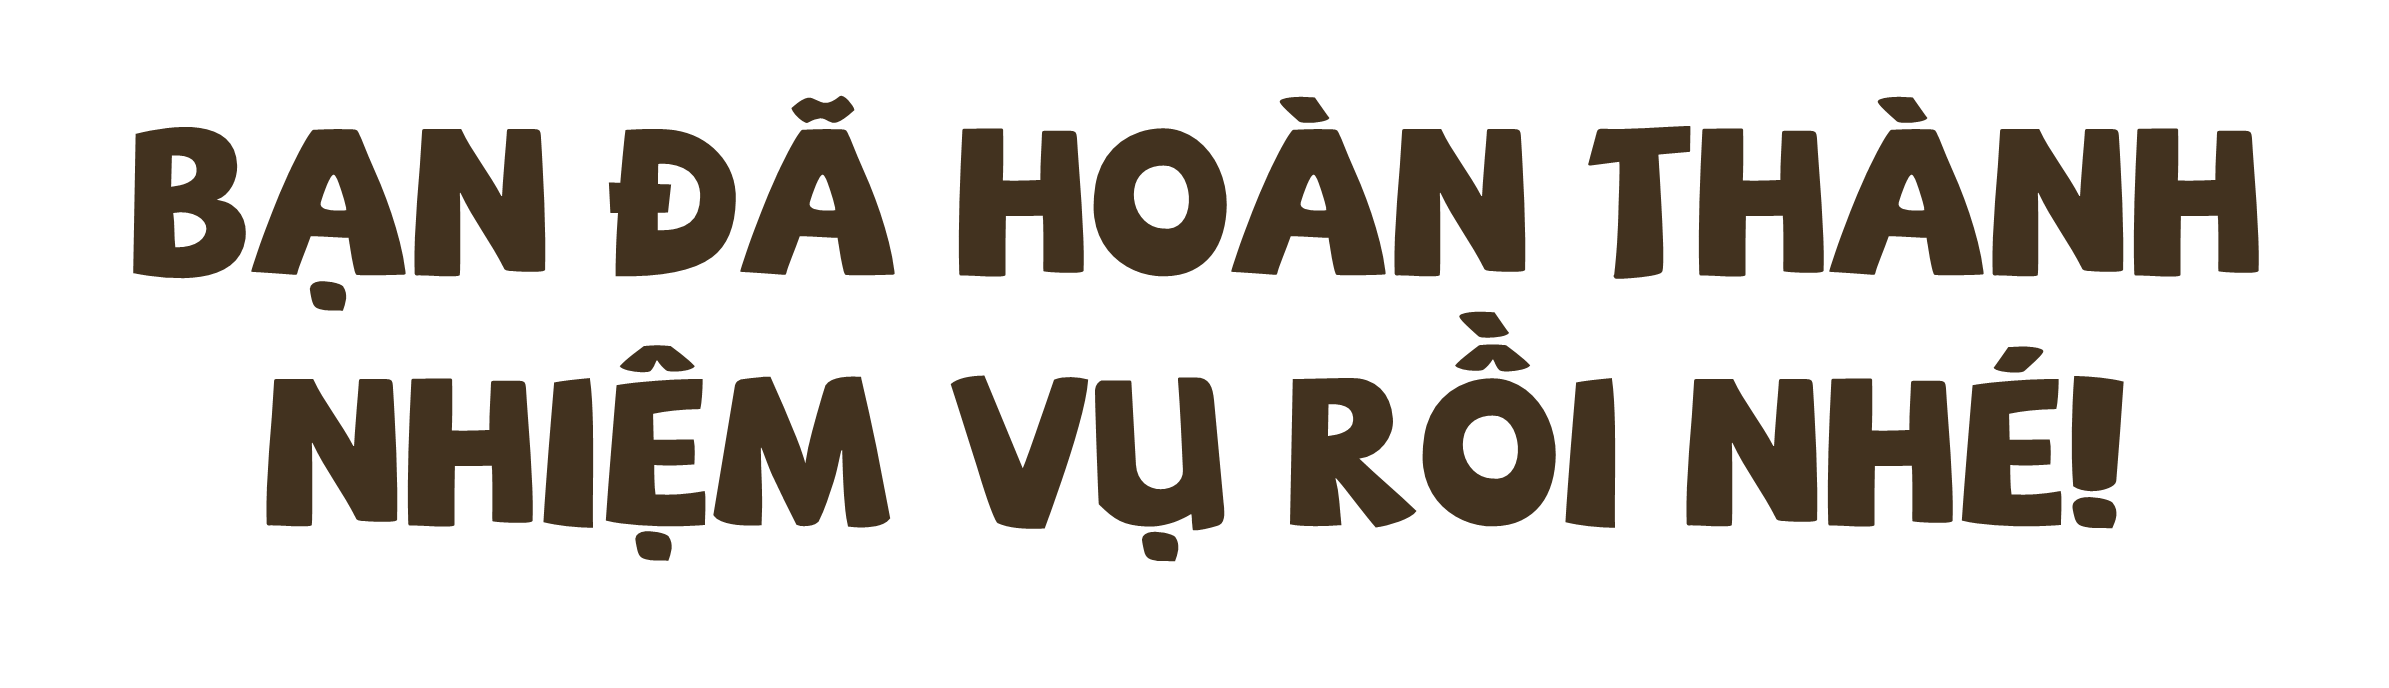 BẠN ĐÃ HOÀN THÀNH
NHIỆM VỤ RỒI NHÉ!